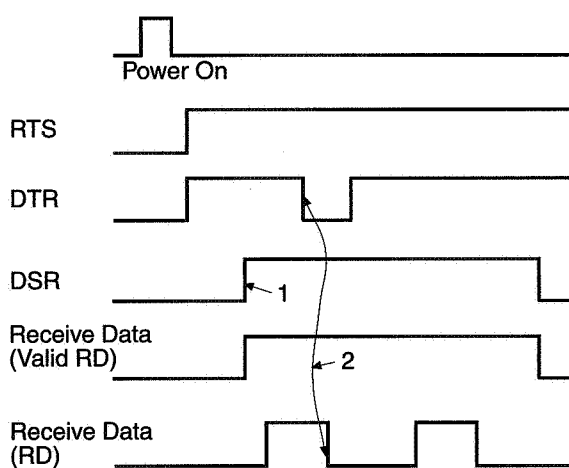 Power On
RTS
DTR
DSR
1
Receive Data
(Valid RD)
2
Receive Data
(RD)